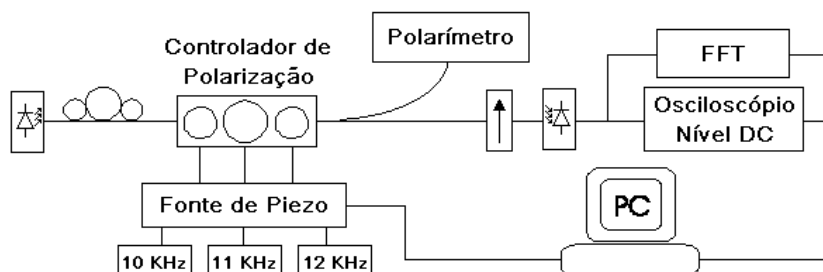 Controlador de
Polarização
Polarímetro
FFT
Osciloscópio
Nível DC
Fonte de Piezo
PC
10 KHz
11 KHz
12 KHz